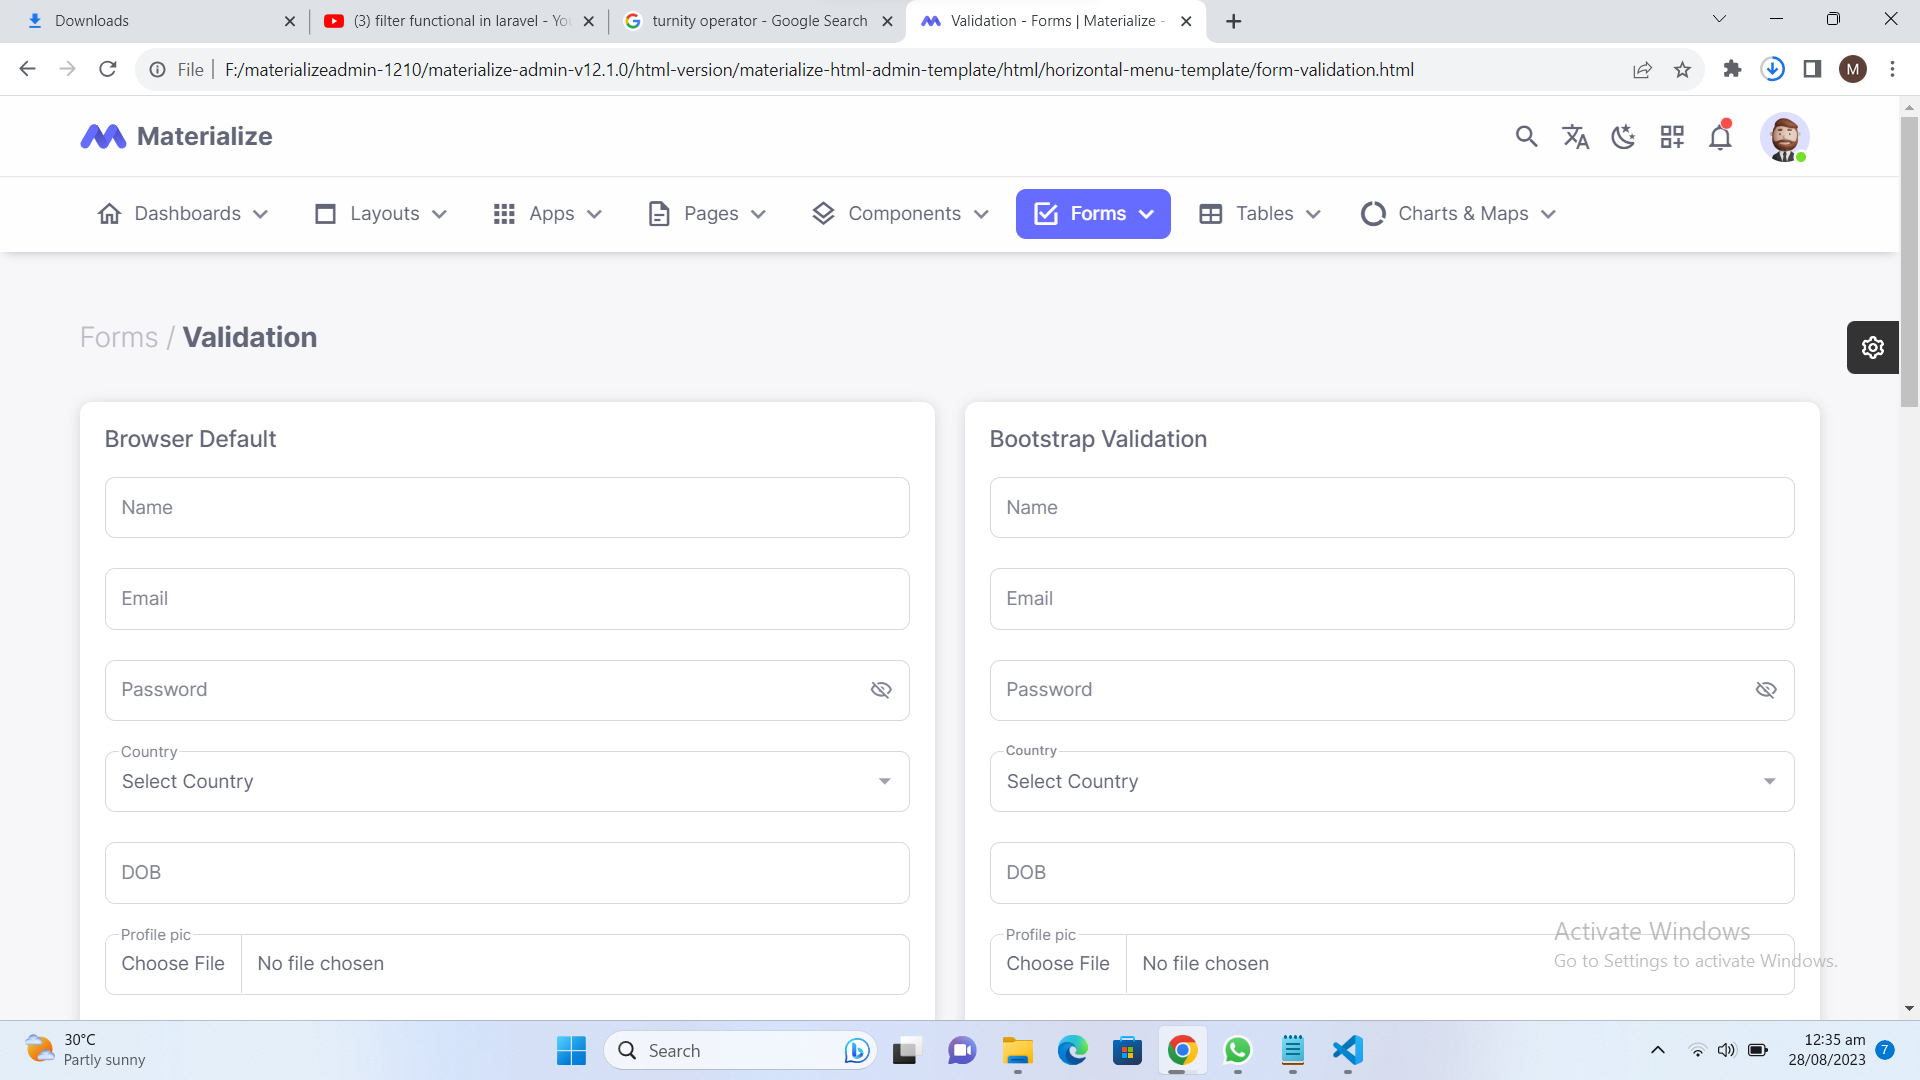 Downloads
(3) filter functional in laravel - You
turnity operator - Google Search
Validation - Forms | Materialize -
File | F:/materializeadmin-1210/materialize-admin-v12.1.0/html-version/materialize-html-admin-template/html/horizontal-menu-template/form-validation.html
M
Materialize
Dashboards
Layouts
Apps
Pages
Components
Forms
Tables
Charts & Maps
Forms / Validation
Browser Default
Name
Email
Password
Country
Select Country
DOB
Profile pic
Choose File
No file chosen
Bootstrap Validation
Name
Email
Password
Country
Select Country
DOB
Profile pic
Choose File
No file chosen
Activate Windows
Go to Settings to activate Windows.
30°C
Partly sunny
Search
12:35 am
28/08/2023
7